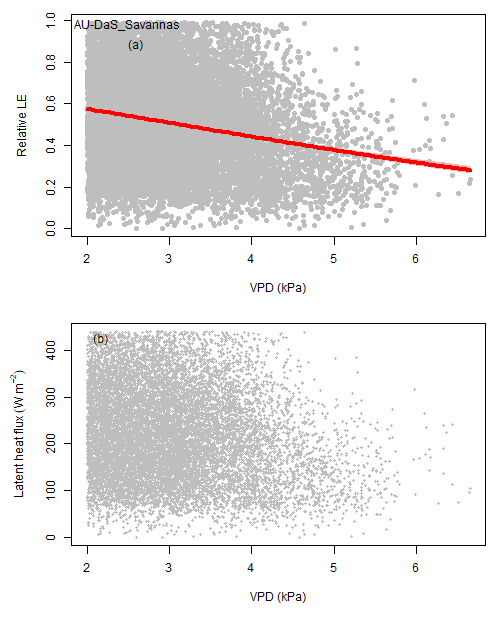 AU-DaS_Savannas
(a)
Relative LE
1.0
0.8
0.6
0.4
0.2
0.0
2 3 4 5 6
VPD (kPa)
(b)
Latent heat flux (W m⁻²)
400
300
200
100
0
2 3 4 5 6
VPD (kPa)